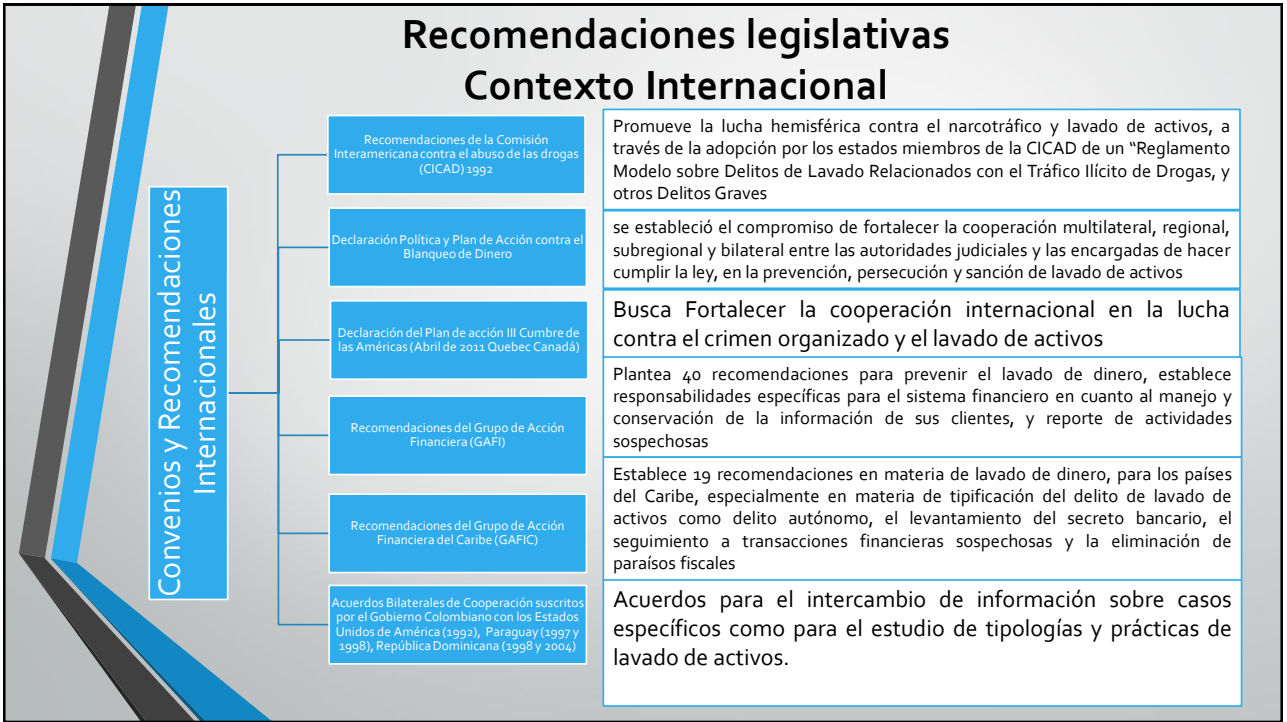 Recomendaciones legislativas
Contexto Internacional
Convenios y Recomendaciones
Internacionales
Recomendaciones de la Comisión
Interamericana contra el abuso de las drogas
(CICAD) 1992
Promueve la lucha hemisférica contra el narcotráfico y lavado de activos, a
través de la adopción por los estados miembros de la CICAD de un “Reglamento
Modelo sobre Delitos de Lavado Relacionados con el Tráfico Ilícito de Drogas, y
otros Delitos Graves
Declaración Política y Plan de Acción contra el
Blanqueo de Dinero
se estableció el compromiso de fortalecer la cooperación multilateral, regional,
subregional y bilateral entre las autoridades judiciales y las encargadas de hacer
cumplir la ley, en la prevención, persecución y sanción de lavado de activos
Declaración del Plan de acción III Cumbre de
las Américas (Abril de 2011 Quebec Canadá)
Busca Fortalecer la cooperación internacional en la lucha
contra el crimen organizado y el lavado de activos
Recomendaciones del Grupo de Acción
Financiera (GAFI)
Plantea 40 recomendaciones para prevenir el lavado de dinero, establece
responsabilidades específicas para el sistema financiero en cuanto al manejo y
conservación de la información de sus clientes, y reporte de actividades
sospechosas
Recomendaciones del Grupo de Acción
Financiera del Caribe (GAFIC)
Establece 19 recomendaciones en materia de lavado de dinero, para los países
del Caribe, especialmente en materia de tipificación del delito de lavado de
activos como delito autónomo, el levantamiento del secreto bancario, el
seguimiento a transacciones financieras sospechosas y la eliminación de
paraísos fiscales
Acuerdos Bilaterales de Cooperación suscritos
por el Gobierno Colombiano con los Estados
Unidos de América (1992), Paraguay (1997 y
1998), República Dominicana (1998 y 2004)
Acuerdos para el intercambio de información sobre casos
específicos como para el estudio de tipologías y prácticas de
lavado de activos.